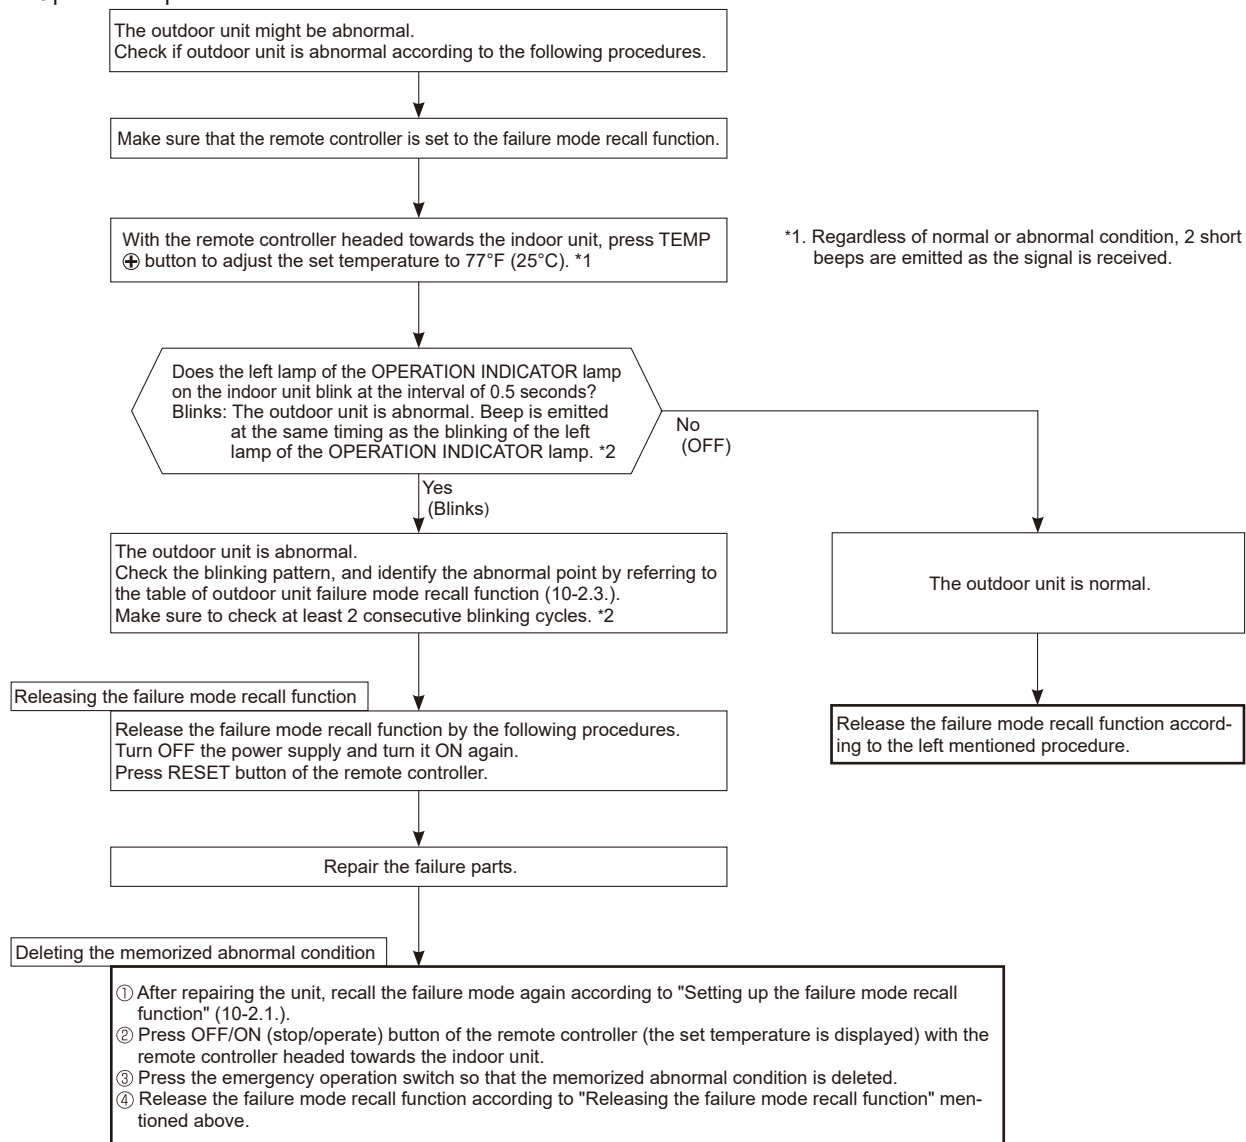 The outdoor unit might be abnormal.
Check if outdoor unit is abnormal according to the following procedures.
Make sure that the remote controller is set to the failure mode recall function.
With the remote controller headed towards the indoor unit, press TEMP
⊕ button to adjust the set temperature to 77°F (25°C). *1
*1. Regardless of normal or abnormal condition, 2 short
beeps are emitted as the signal is received.
Does the left lamp of the OPERATION INDICATOR lamp
on the indoor unit blink at the interval of 0.5 seconds?
Blinks: The outdoor unit is abnormal. Beep is emitted
at the same timing as the blinking of the left
lamp of the OPERATION INDICATOR lamp. *2
No
(OFF)
Yes
(Blinks)
The outdoor unit is abnormal.
Check the blinking pattern, and identify the abnormal point by referring to
the table of outdoor unit failure mode recall function (10-2.3.).
Make sure to check at least 2 consecutive blinking cycles. *2
The outdoor unit is normal.
Releasing the failure mode recall function
Release the failure mode recall function by the following procedures.
Turn OFF the power supply and turn it ON again.
Press RESET button of the remote controller.
Release the failure mode recall function accord-
ing to the left mentioned procedure.
Repair the failure parts.
Deleting the memorized abnormal condition
① After repairing the unit, recall the failure mode again according to "Setting up the failure mode recall
function" (10-2.1.).
② Press OFF/ON (stop/operate) button of the remote controller (the set temperature is displayed) with the
remote controller headed towards the indoor unit.
③ Press the emergency operation switch so that the memorized abnormal condition is deleted.
④ Release the failure mode recall function according to "Releasing the failure mode recall function" men-
tioned above.